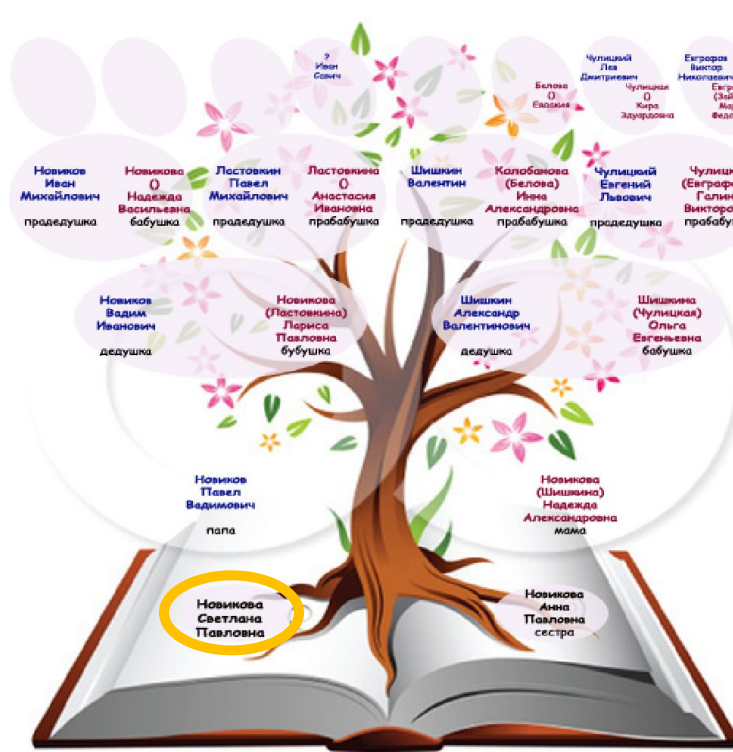 ?
Иван
Савич
Белова
()
Евдакия
Чулицкий
Лев
Дмитриевич
Чулицкая
()
Кира
Эдуардовна
Евграфов
Виктор
Николаевич
Новиков
Иван
Михайлович
прадедушка
Новикова
()
Надежда
Васильевна
бабушка
Ластовкин
Павел
Михайлович
прадедушка
Ластовкина
()
Анастасия
Ивановна
прабабушка
Шишкин
Валентин
прадедушка
Колобанова
(Белова)
Инна
Александровна
прабабушка
Чулицкий
Евгений
Львович
прадедушка
Новиков
Вадим
Иванович
дедушка
Новикова
(Ластовкина)
Лариса
Павловна
бубушка
Шишкин
Александр
Валентинович
дедушка
Шишкина
(Чулицкая)
Ольга
Евгеньевна
бабушка
Новиков
Павел
Вадимович
папа
Новикова
(Шишкина)
Надежда
Александровна
мама
Новикова
Светлана
Павловна
Новикова
Анна
Павловна
сестра